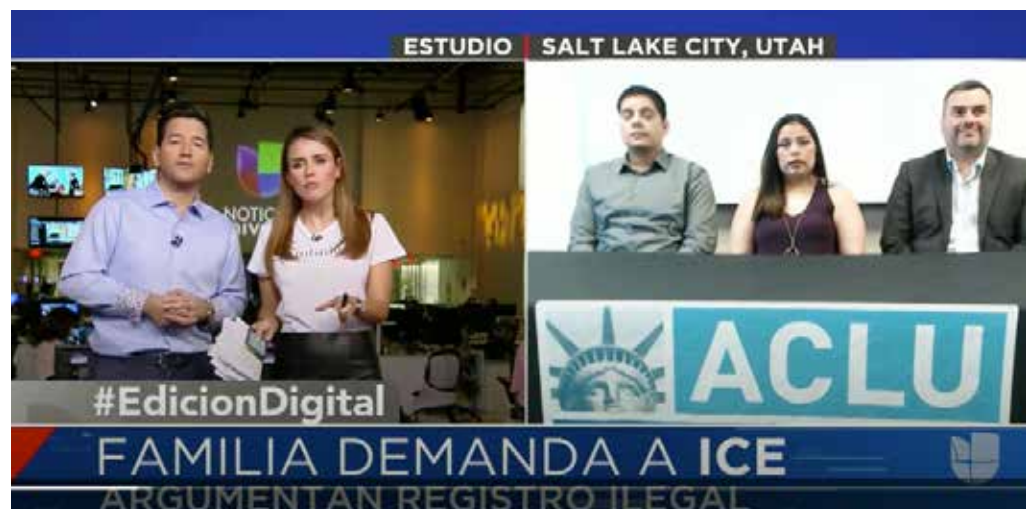 ESTUDIO
SALT LAKE CITY, UTAH
#EdicionDigital
ACLU
FAMILIA DEMANDA A ICE
ARGUMENTAN REGISTRO ILEGAL